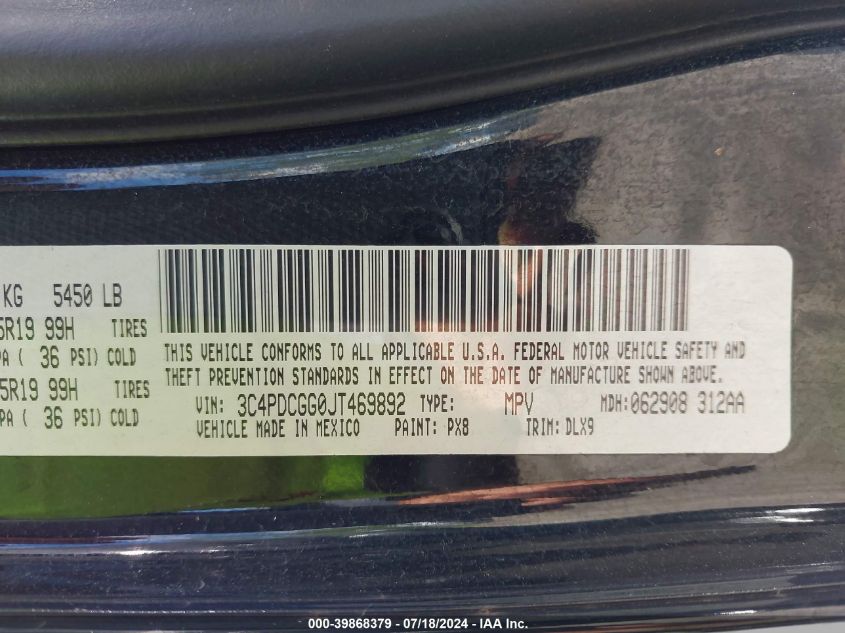 KG 5450 LB
5R19 99H TIRES
PA ( 36 PSI) COLD
5R19 99H TIRES
PA ( 36 PSI) COLD
THIS VEHICLE CONFORMS TO ALL APPLICABLE U.S.A. FEDERAL MOTOR VEHICLE SAFETY AND
THEFT PREVENTION STANDARDS IN EFFECT ON THE DATE OF MANUFACTURE SHOWN ABOVE.
VIN: 3C4PDCGG0JT469892 TYPE: MPV MDH:062908 312AA
VEHICLE MADE IN MEXICO PAINT: PX8 TRIM: DLX9
000-39868379 - 07/18/2024 - IAA Inc.